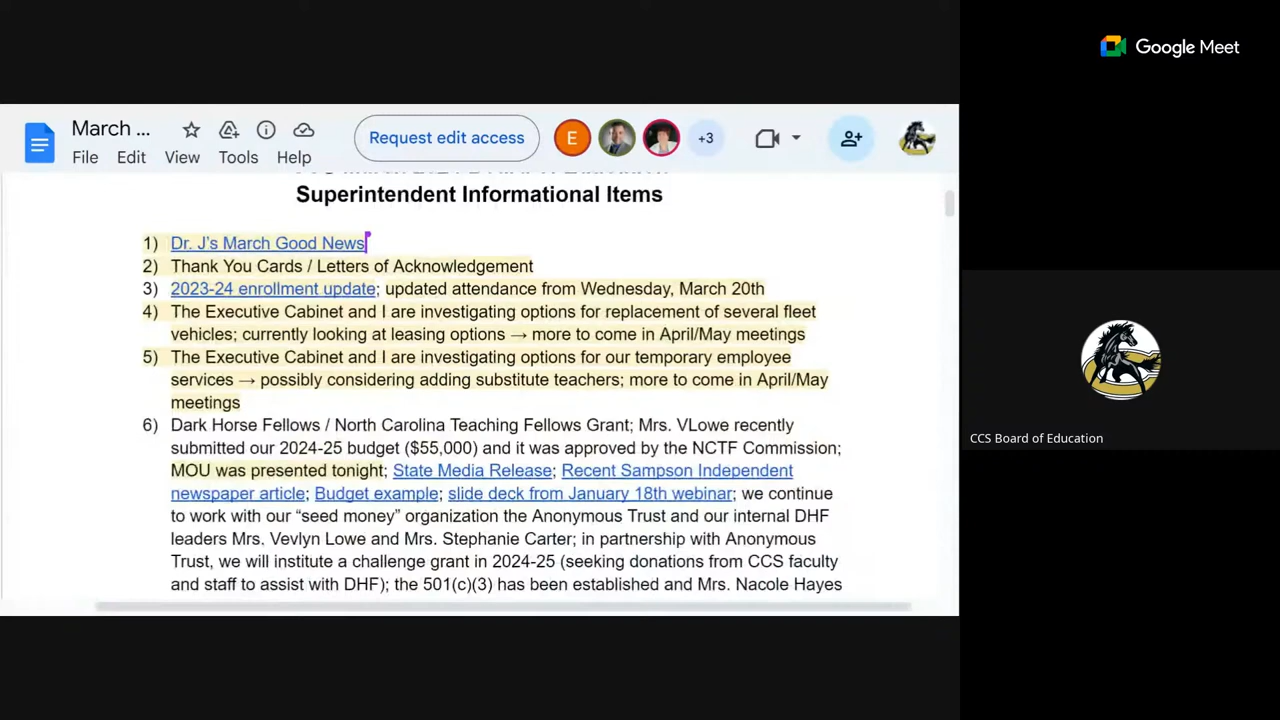 Google Meet
March ...
Request edit access
E
+3
File Edit View Tools Help
Superintendent Informational Items
1) Dr. J's March Good News
2) Thank You Cards / Letters of Acknowledgement
3) 2023-24 enrollment update; updated attendance from Wednesday, March 20th
4) The Executive Cabinet and I are investigating options for replacement of several fleet
vehicles; currently looking at leasing options → more to come in April/May meetings
5) The Executive Cabinet and I are investigating options for our temporary employee
services → possibly considering adding substitute teachers; more to come in April/May
meetings
6) Dark Horse Fellows / North Carolina Teaching Fellows Grant; Mrs. VLowe recently
submitted our 2024-25 budget ($55,000) and it was approved by the NCTF Commission;
MOU was presented tonight; State Media Release; Recent Sampson Independent
newspaper article; Budget example; slide deck from January 18th webinar; we continue
to work with our “seed money” organization the Anonymous Trust and our internal DHF
leaders Mrs. Vevlyn Lowe and Mrs. Stephanie Carter; in partnership with Anonymous
Trust, we will institute a challenge grant in 2024-25 (seeking donations from CCS faculty
and staff to assist with DHF); the 501(c)(3) has been established and Mrs. Nacole Hayes
CCS Board of Education